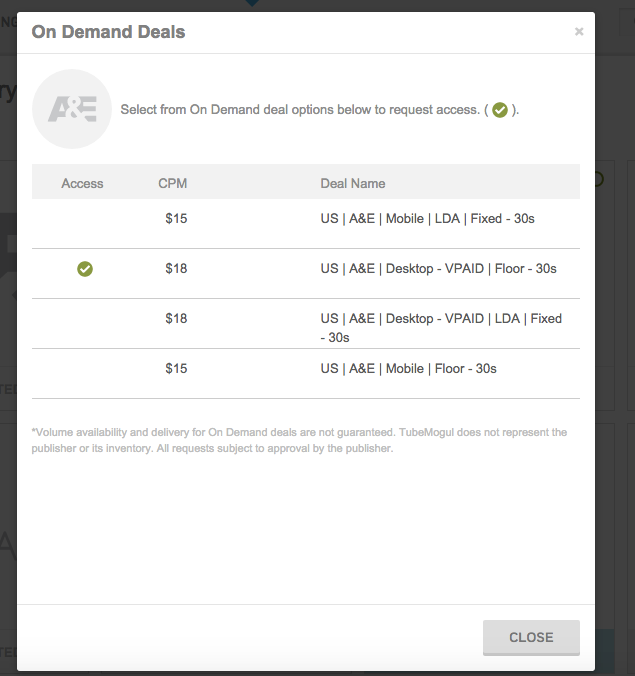 On Demand Deals
×
A&E
Select from On Demand deal options below to request access. ( ).
Access CPM Deal Name
$15 US | A&E | Mobile | LDA | Fixed - 30s
$18 US | A&E | Desktop - VPAID | Floor - 30s
$18 US | A&E | Desktop - VPAID | LDA | Fixed
- 30s
$15 US | A&E | Mobile | Floor - 30s
*Volume availability and delivery for On Demand deals are not guaranteed. TubeMogul does not represent the
publisher or its inventory. All requests subject to approval by the publisher.
CLOSE